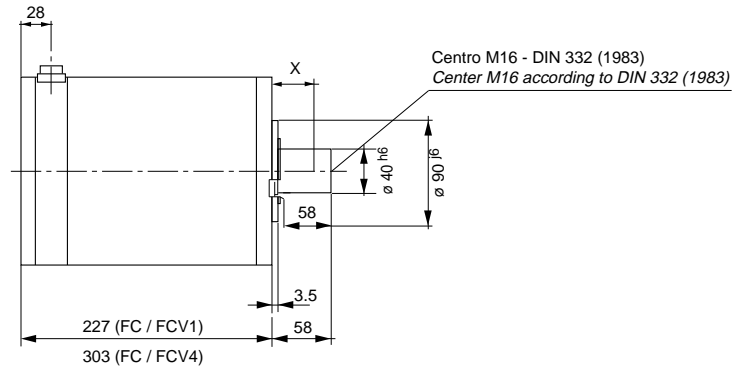 28
X
Centro M16 - DIN 332 (1983)
Center M16 according to DIN 332 (1983)
ø 40 h6
ø 90 j6
58
3.5
227 (FC / FCV1)
58
303 (FC / FCV4)